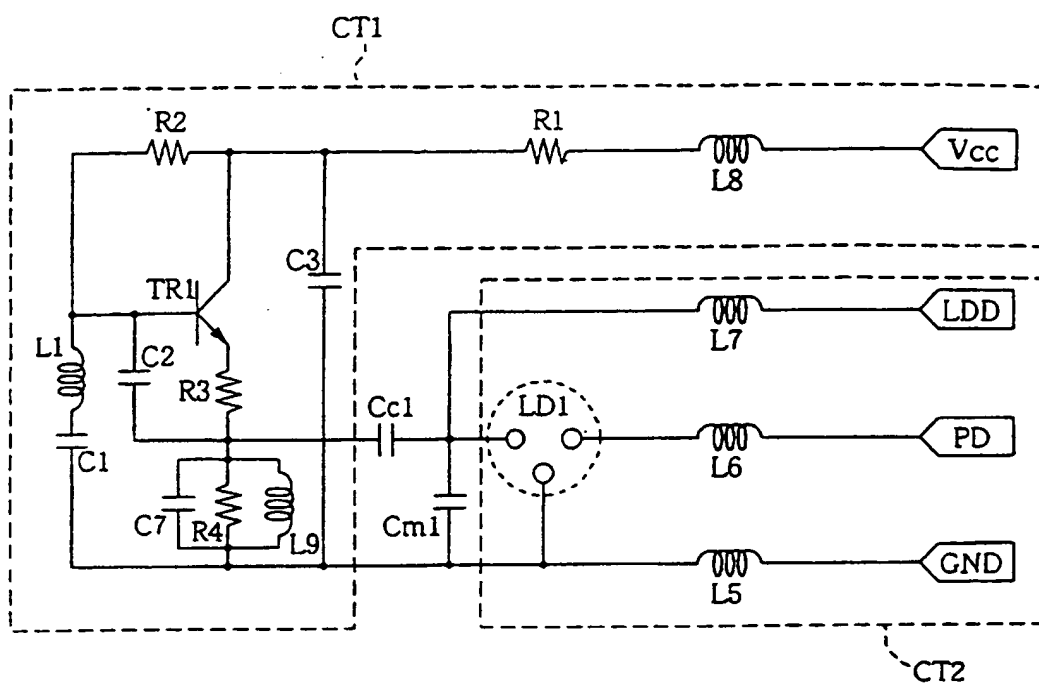 CT1
R2
R1
Vcc
L8
C3
TR1
LDD
L7
L1
C2
R3
Cc1
LD1
PD
L6
C1
C7
R4
L9
Cm1
GND
L5
CT2